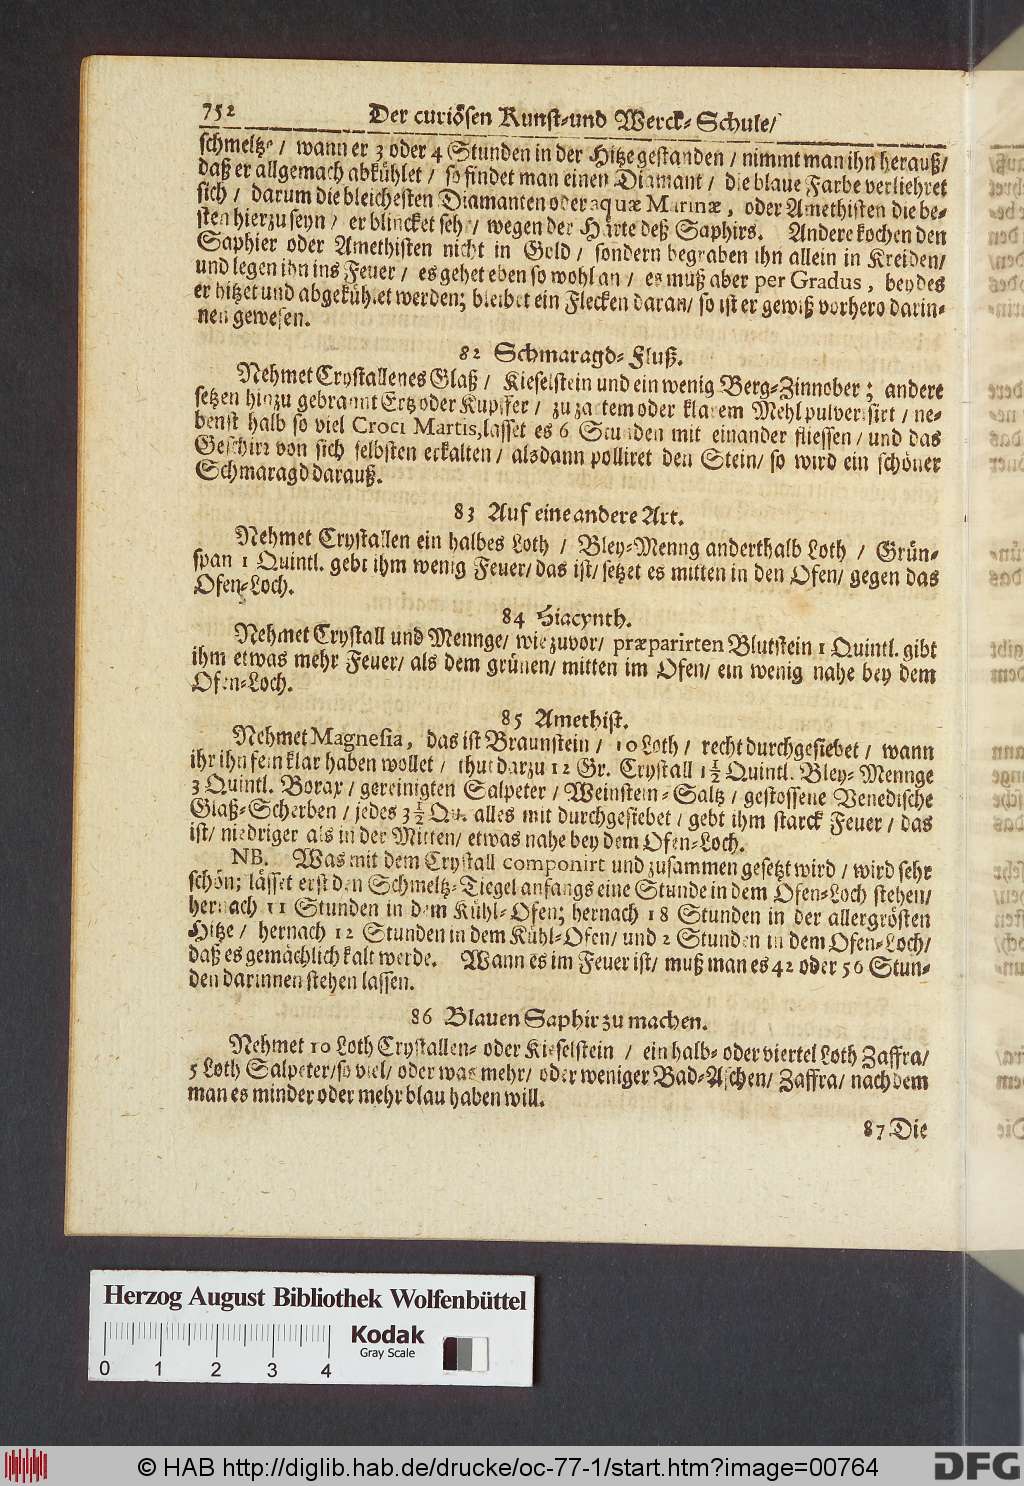 752 Der curiösen Kunst-und Werck-Schule/
schmeltze/ wann er 3 oder 4 Stunden in der Hitze gestanden/ nimmt man ihn herauß/
daß er allgemach abkühlet/ so findet man einen Diamant/ die blaue Farbe verliehret
sich/ darum die bleichesten Diamanten oder aquæ Marinæ, oder Amethisten die be-
sten hierzu seyn/ er blincket sehr/ wegen der Härte deß Saphirs. Andere kochen den
Saphier oder Amethisten nicht in Gold/ sondern begraben ihn allein in Kreiden/
und legen ihn ins Feuer/ es gehet eben so wohl an/ es muß aber per Gradus, beydes
erhitzet und abgekühlet werden; bleibet ein Flecken daran/ so ist er gewiß vorhero darin-
nen gewesen.
82 Schmaragd-Fluß.
Nehmet Crystallenes Glaß/ Kieselstein und ein wenig Berg-Zinnober; andere
setzen hinzu gebrannt Ertz oder Kupffer/ zu zartem oder klarem Mehl pulverisirt/ ne-
benst halb so viel Croci Martis, lasset es 6 Stunden mit einander fliessen/ und das
Geschirr von sich selbsten erkalten/ alsdann polliret den Stein/ so wird ein schöner
Schmaragd darauß.
83 Auf eine andere Art.
Nehmet Crystallen ein halbes Loth/ Bley-Menng anderthalb Loth/ Grün-
span 1 Quintl. gebt ihm wenig Feuer/ das ist/ setzet es mitten in den Ofen/ gegen das
Ofen-Loch.
84 Hiacynth.
Nehmet Crystall und Mennge/ wie zuvor/ præparirten Blutstein 1 Quintl. gibt
ihm etwas mehr Feuer/ als dem grünen/ mitten im Ofen/ ein wenig nahe bey dem
Ofen-Loch.
85 Amethist.
Nehmet Magnesia, das ist Braunstein/ 10 Loth/ recht durchgesiebet/ wann
ihr ihn fein klar haben wollet/ thut darzu 12 Gr. Crystall 1½ Quintl. Bley-Mennge
3 Quintl. Borax/ gereinigten Salpeter/ Weinstein-Saltz/ gestossene Venedische
Glaß-Scherben/ jedes 3½ Qu. alles mit durchgesiebet/ gebt ihm starck Feuer/ das
ist/ niedriger als in der Mitten/ etwas nahe bey dem Ofen-Loch.
NB. Was mit dem Crystall componirt und zusammen gesetzt wird/ wird sehr
schön; lässet erst den Schmeltz-Tiegel anfangs eine Stunde in dem Ofen-Loch stehen/
hernach 11 Stunden in dem Kühl-Ofen; hernach 18 Stunden in der allergrösten
Hitze/ hernach 12 Stunden in dem Kühl-Ofen/ und 2 Stunden in dem Ofen-Loch/
daß es gemächlich kalt werde. Wann es im Feuer ist/ muß man es 42 oder 56 Stun-
den darinnen stehen lassen.
86 Blauen Saphir zu machen.
Nehmet 10 Loth Crystallen- oder Kieselstein/ ein halb- oder viertel Loth Zaffra/
5 Loth Salpeter/ so viel/ oder was mehr/ oder weniger Bad-Aschen/ Zaffra/ nach dem
man es minder oder mehr blau haben will.
87 Die
Herzog August Bibliothek Wolfenbüttel
Kodak
Gray Scale
0 1 2 3 4
© HAB http://diglib.hab.de/drucke/oc-77-1/start.htm?image=00764
DFG